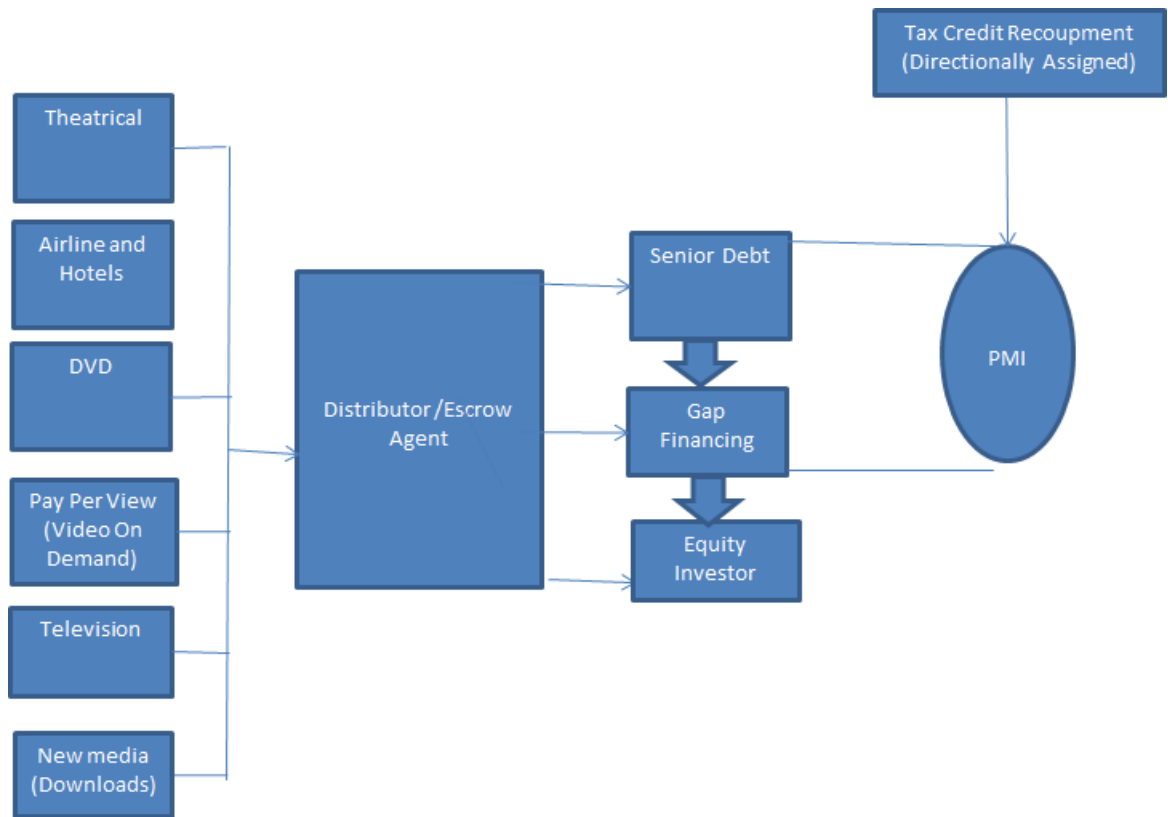 Tax Credit Recoupment
(Directionally Assigned)
Theatrical
Airline and
Hotels
DVD
Pay Per View
(Video On
Demand)
Television
New media
(Downloads)
Distributor /Escrow
Agent
Senior Debt
Gap
Financing
Equity
Investor
PMI